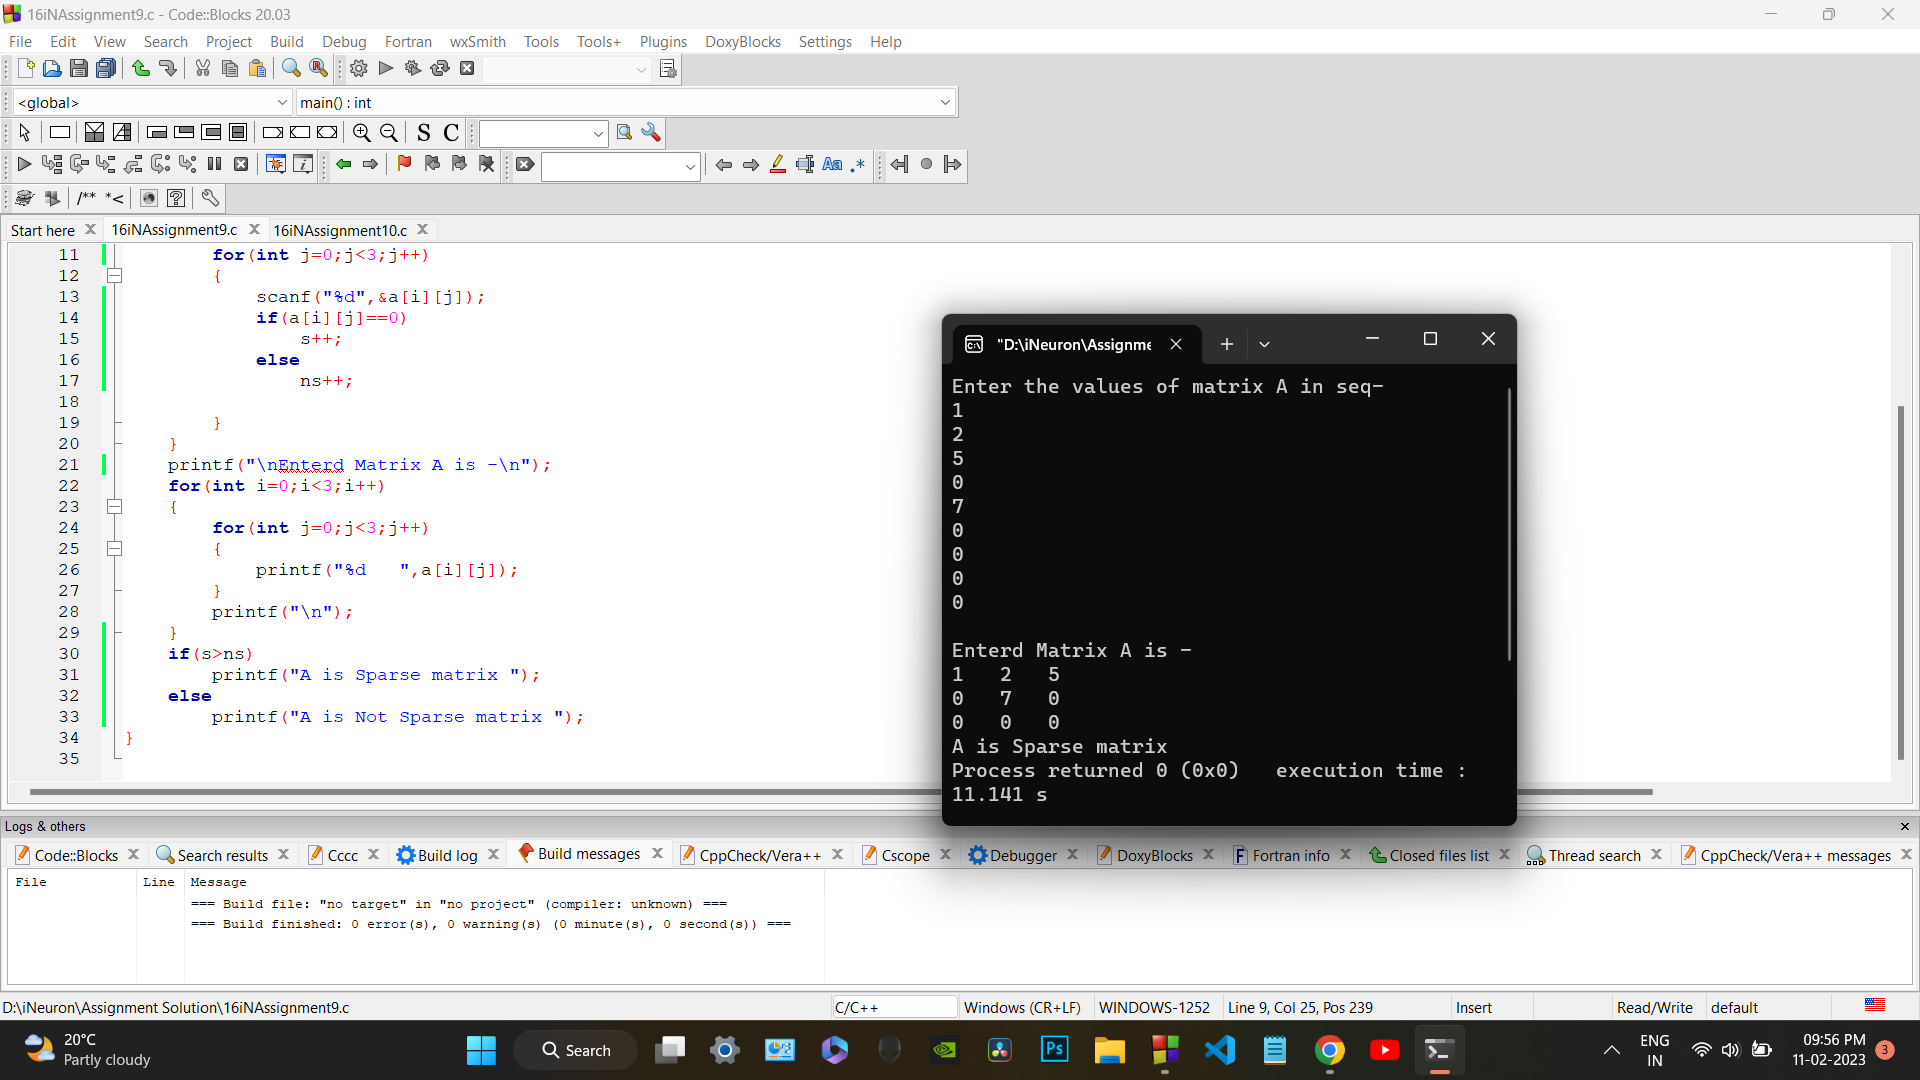 16iNAssignment9.c - Code::Blocks 20.03
File Edit View Search Project Build Debug Fortran wxSmith Tools Tools+ Plugins DoxyBlocks Settings Help
<global> main() : int
S C
Aa .*
/** *<
Start here 16iNAssignment9.c 16iNAssignment10.c
11 for(int j=0;j<3;j++)
12 {
13 scanf("%d",&a[i][j]);
14 if(a[i][j]==0)
15 s++;
16 else
17 ns++;
18
19 }
20 }
21 printf("\nEnterd Matrix A is -\n");
22 for(int i=0;i<3;i++)
23 {
24 for(int j=0;j<3;j++)
25 {
26 printf("%d   ",a[i][j]);
27 }
28 printf("\n");
29 }
30 if(s>ns)
31 printf("A is Sparse matrix ");
32 else
33 printf("A is Not Sparse matrix ");
34 }
35
"D:\iNeuron\Assignme
Enter the values of matrix A in seq-
1
2
5
0
7
0
0
0
0
Enterd Matrix A is -
1   2   5
0   7   0
0   0   0
A is Sparse matrix
Process returned 0 (0x0)   execution time :
11.141 s
Logs & others
Code::Blocks Search results Cccc Build log Build messages CppCheck/Vera++ Cscope Debugger DoxyBlocks Fortran info Closed files list Thread search CppCheck/Vera++ messages
File Line Message
=== Build file: "no target" in "no project" (compiler: unknown) ===
=== Build finished: 0 error(s), 0 warning(s) (0 minute(s), 0 second(s)) ===
D:\iNeuron\Assignment Solution\16iNAssignment9.c C/C++ Windows (CR+LF) WINDOWS-1252 Line 9, Col 25, Pos 239 Insert Read/Write default
20°C
Partly cloudy
Search
Ps
ENG
IN
09:56 PM
11-02-2023
3